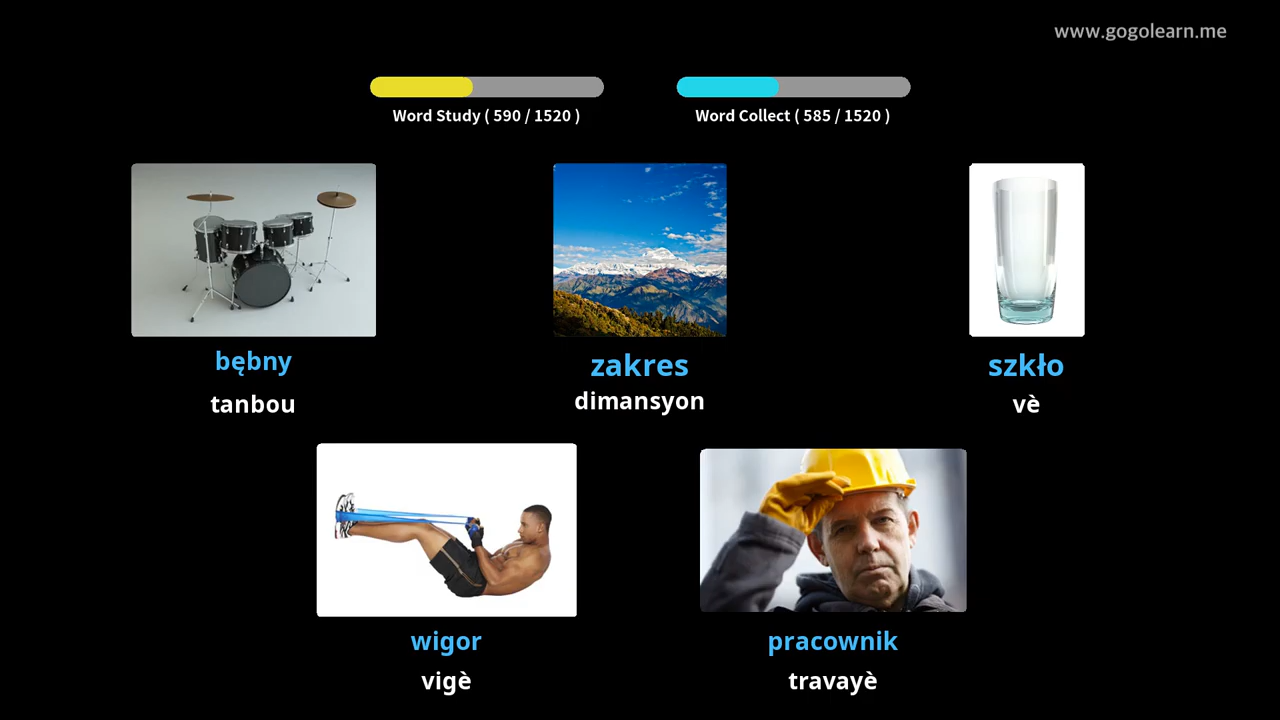 www.gogolearn.me
Word Study ( 590 / 1520 )
Word Collect ( 585 / 1520 )
bębny
zakres
szkło
tanbou
dimansyon
vè
wigor
pracownik
vigè
travayè